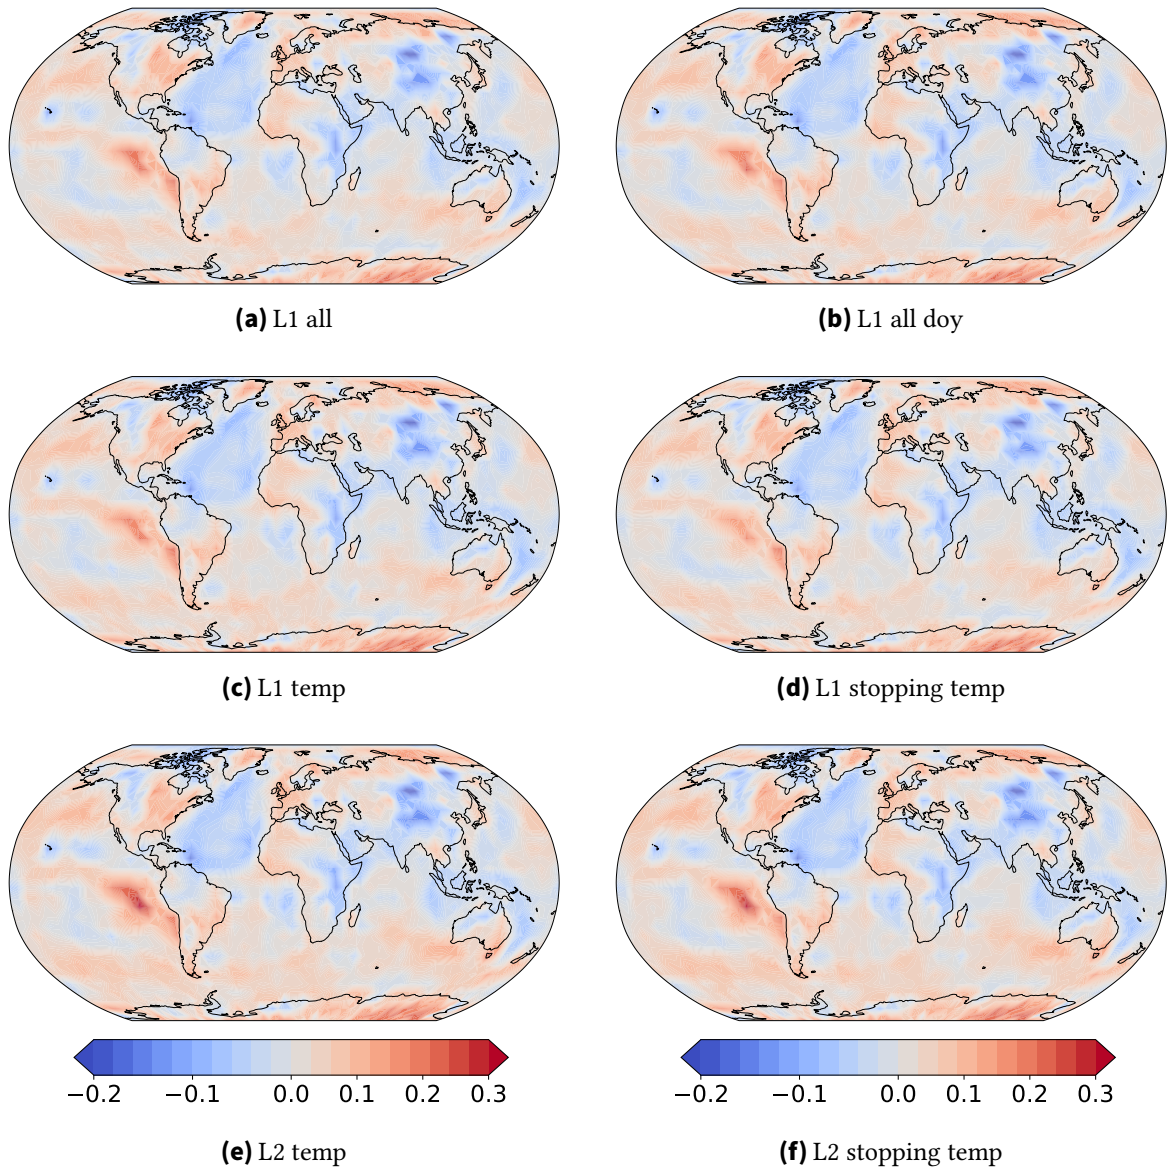 (a) L1 all
(b) L1 all doy
(c) L1 temp
(d) L1 stopping temp
−0.2 −0.1 0.0 0.1 0.2 0.3
−0.2 −0.1 0.0 0.1 0.2 0.3
(e) L2 temp
(f) L2 stopping temp